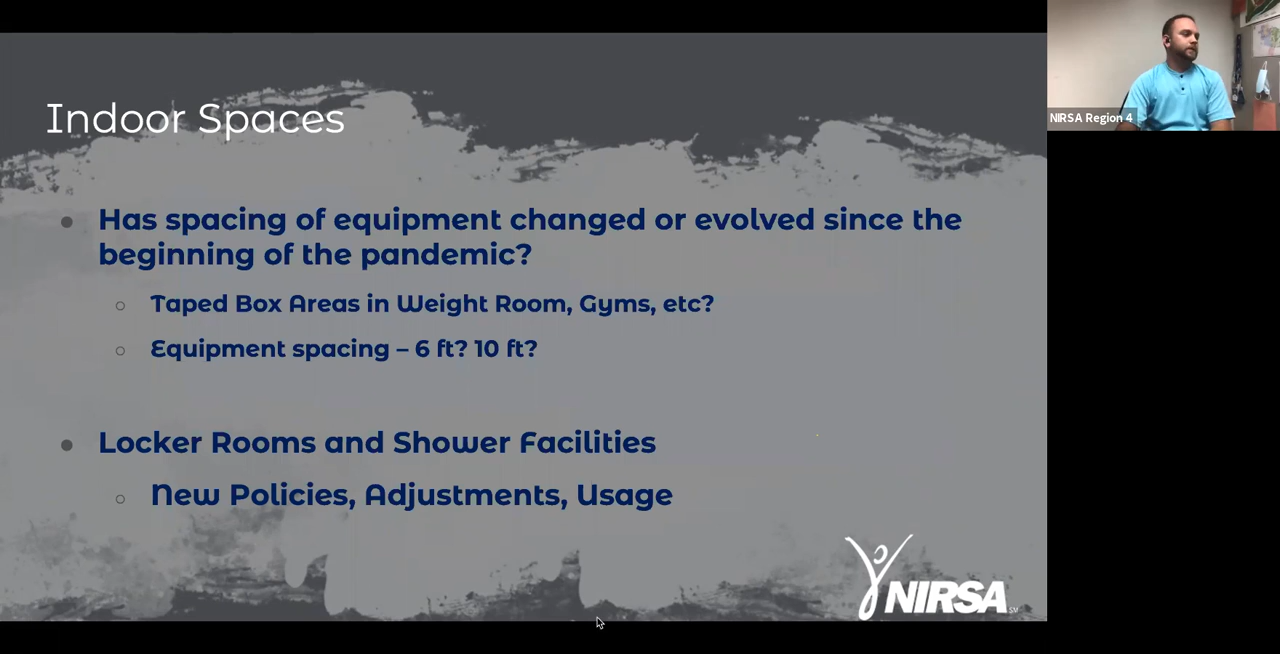 Indoor Spaces
Has spacing of equipment changed or evolved since the
beginning of the pandemic?
Taped Box Areas in Weight Room, Gyms, etc?
Equipment spacing – 6 ft? 10 ft?
Locker Rooms and Shower Facilities
New Policies, Adjustments, Usage
NIRSA SM
NIRSA Region 4